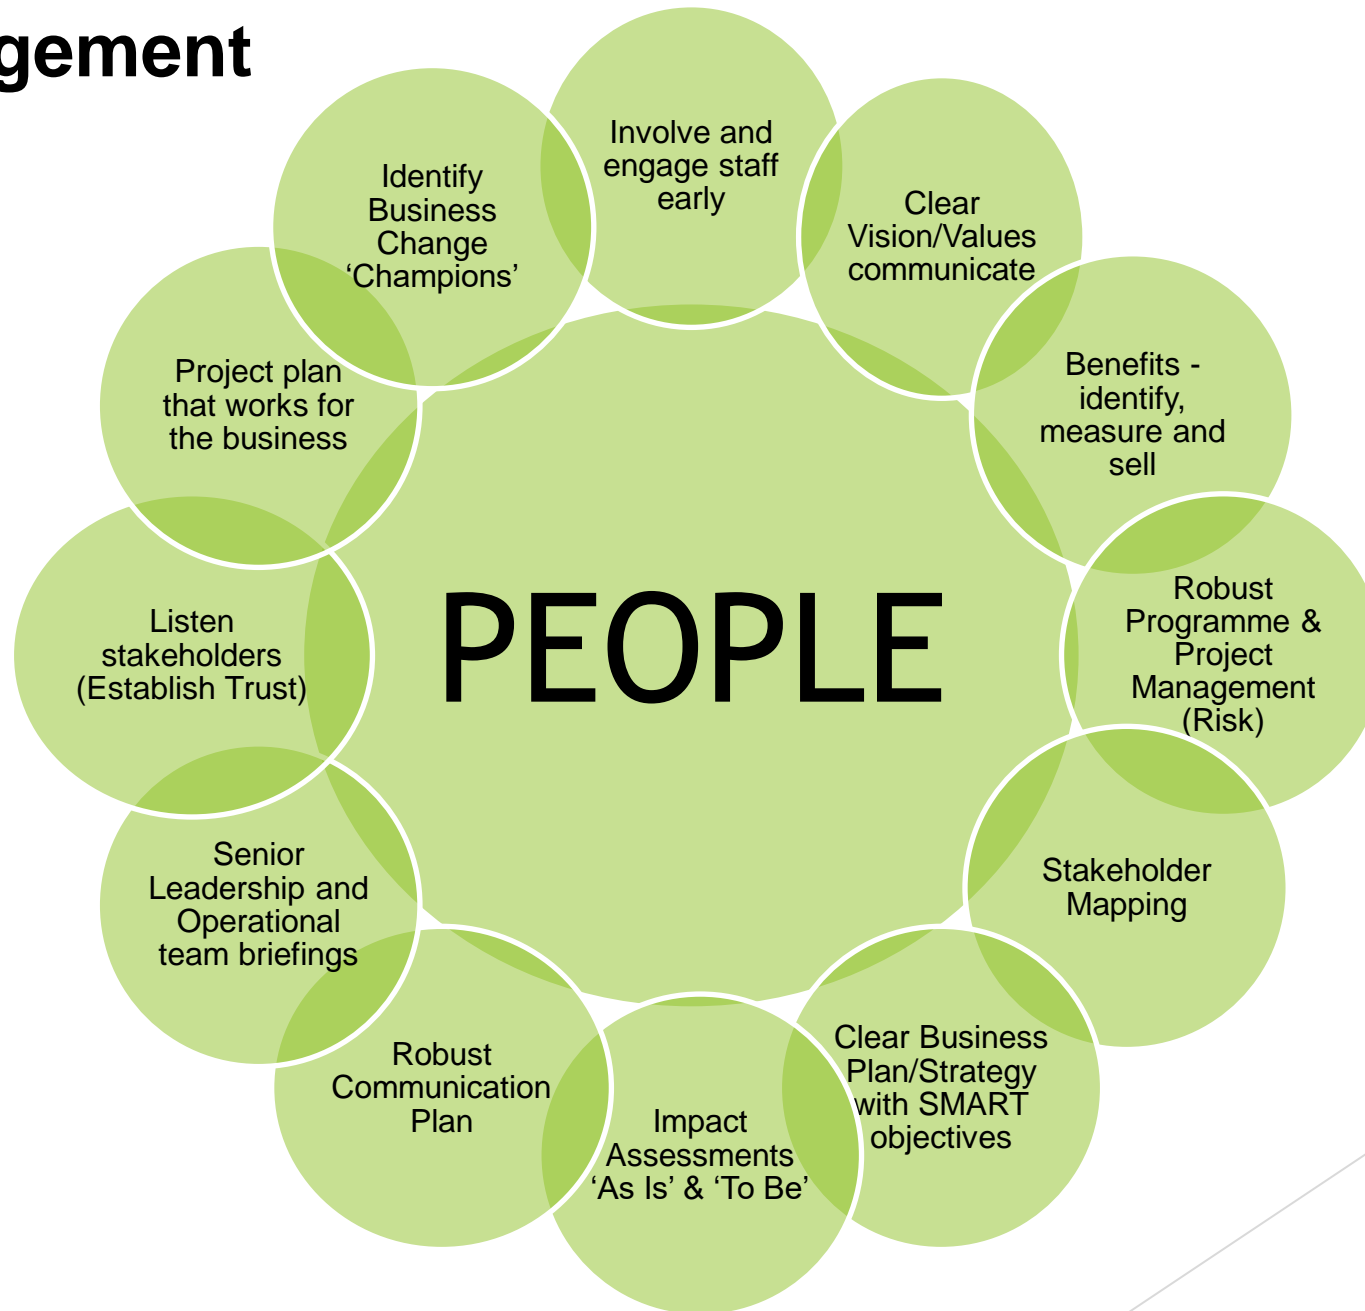 gement
Involve and
engage staff
early
Clear
Vision/Values
communicate
Benefits -
identify,
measure and
sell
Robust
Programme &
Project
Management
(Risk)
Stakeholder
Mapping
Clear Business
Plan/Strategy
with SMART
objectives
Impact
Assessments
‘As Is’ & ‘To Be’
Robust
Communication
Plan
Senior
Leadership and
Operational
team briefings
Listen
stakeholders
(Establish Trust)
Project plan
that works for
the business
Identify
Business
Change
‘Champions’
PEOPLE